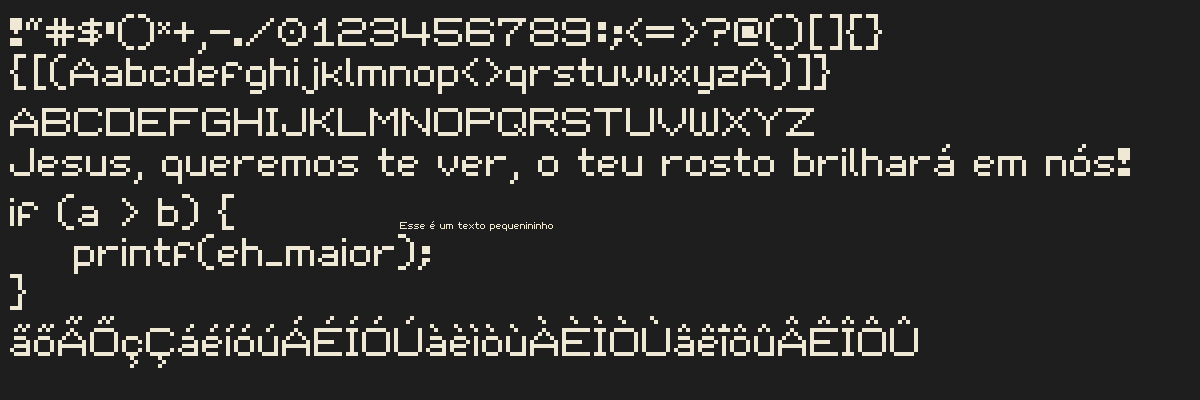 !"#$'()*+,-./0123456789:;<=>?@()[]{}
{[(Aabcdefghijklmnop<>qrstuvwxyzA)]}
ABCDEFGHIJKLMNOPQRSTUVWXYZ
Jesus, queremos te ver, o teu rosto brilhará em nós!
if (a > b) {
Esse é um texto pequenininho
printf(eh_maior);
}
ãõÃÕçÇáéíóúÁÉÍÓÚàèìòùÀÈÌÒÙâêîôûÂÊÎÔÛ